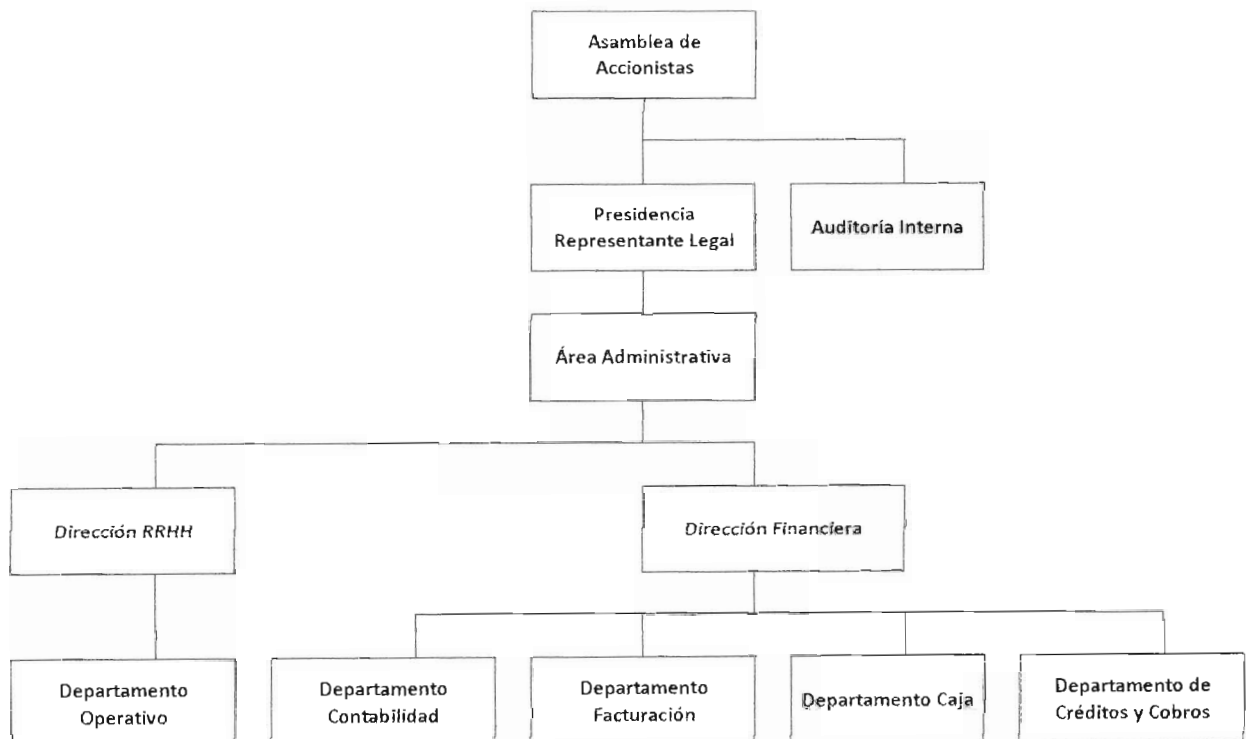 Asamblea de
Accionistas
Presidencia
Representante Legal
Auditoría Interna
Área Administrativa
Dirección RRHH
Dirección Financiera
Departamento
Operativo
Departamento
Contabilidad
Departamento
Facturación
Departamento Caja
Departamento de
Créditos y Cobros